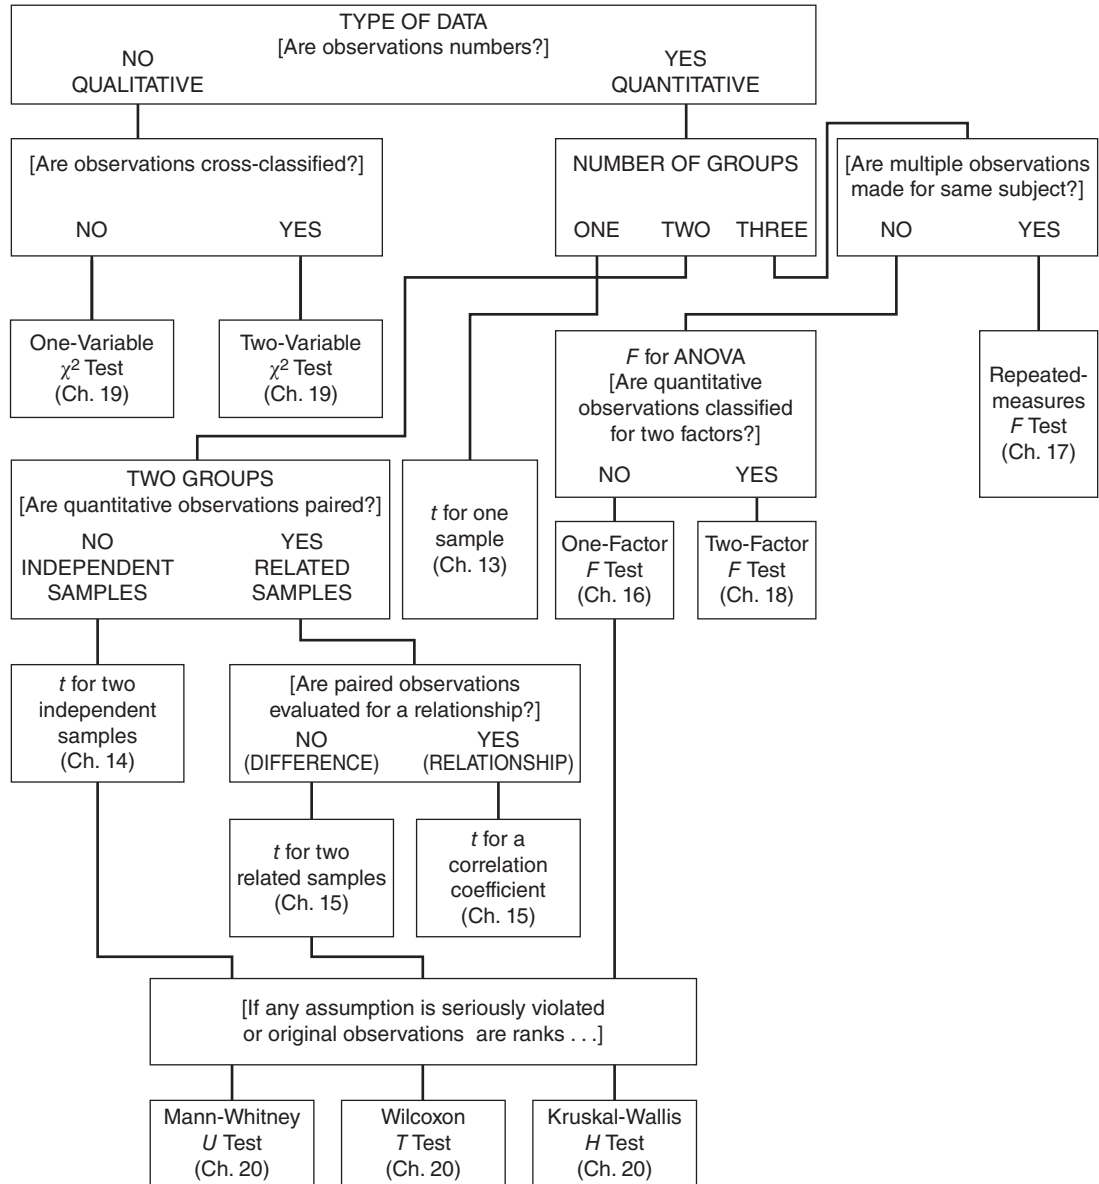 TYPE OF DATA
[Are observations numbers?]
NO
QUALITATIVE
YES
QUANTITATIVE
[Are observations cross-classified?]
NO
YES
NUMBER OF GROUPS
ONE
TWO
THREE
[Are multiple observations
made for same subject?]
NO
YES
One-Variable
χ² Test
(Ch. 19)
Two-Variable
χ² Test
(Ch. 19)
F for ANOVA
[Are quantitative
observations classified
for two factors?]
NO
YES
Repeated-
measures
F Test
(Ch. 17)
TWO GROUPS
[Are quantitative observations paired?]
NO
INDEPENDENT
SAMPLES
YES
RELATED
SAMPLES
t for one
sample
(Ch. 13)
One-Factor
F Test
(Ch. 16)
Two-Factor
F Test
(Ch. 18)
t for two
independent
samples
(Ch. 14)
[Are paired observations
evaluated for a relationship?]
NO
(DIFFERENCE)
YES
(RELATIONSHIP)
t for two
related samples
(Ch. 15)
t for a
correlation
coefficient
(Ch. 15)
[If any assumption is seriously violated
or original observations are ranks . . .]
Mann-Whitney
U Test
(Ch. 20)
Wilcoxon
T Test
(Ch. 20)
Kruskal-Wallis
H Test
(Ch. 20)